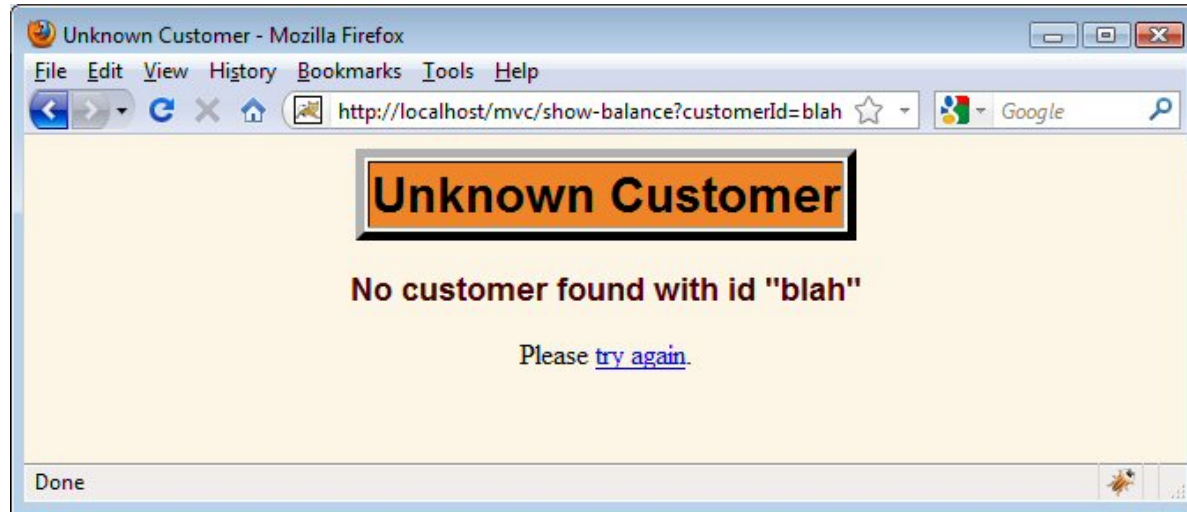 Unknown Customer - Mozilla Firefox
File Edit View History Bookmarks Tools Help
http://localhost/mvc/show-balance?customerId=blah Google
Unknown Customer
No customer found with id "blah"
Please try again.
Done